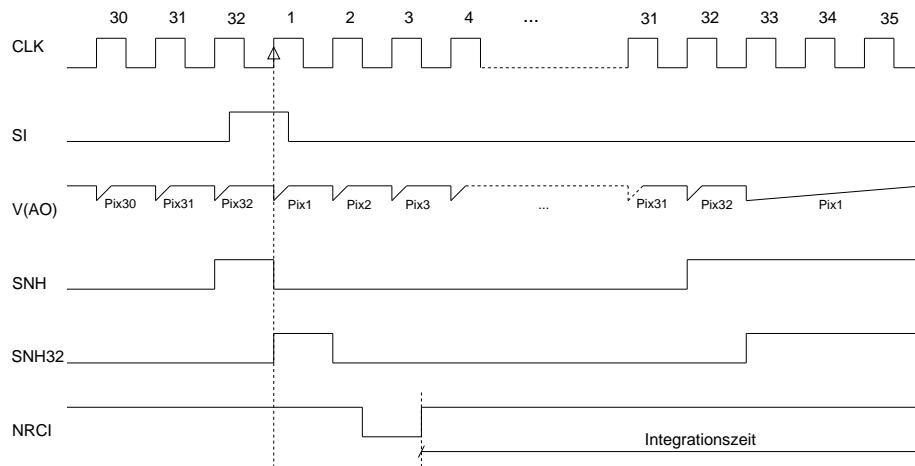 30 31 32 1 2 3 4 ... 31 32 33 34 35
CLK
SI
V(AO)
Pix30 Pix31 Pix32 Pix1 Pix2 Pix3 ... Pix31 Pix32 Pix1
SNH
SNH32
NRCI
Integrationszeit